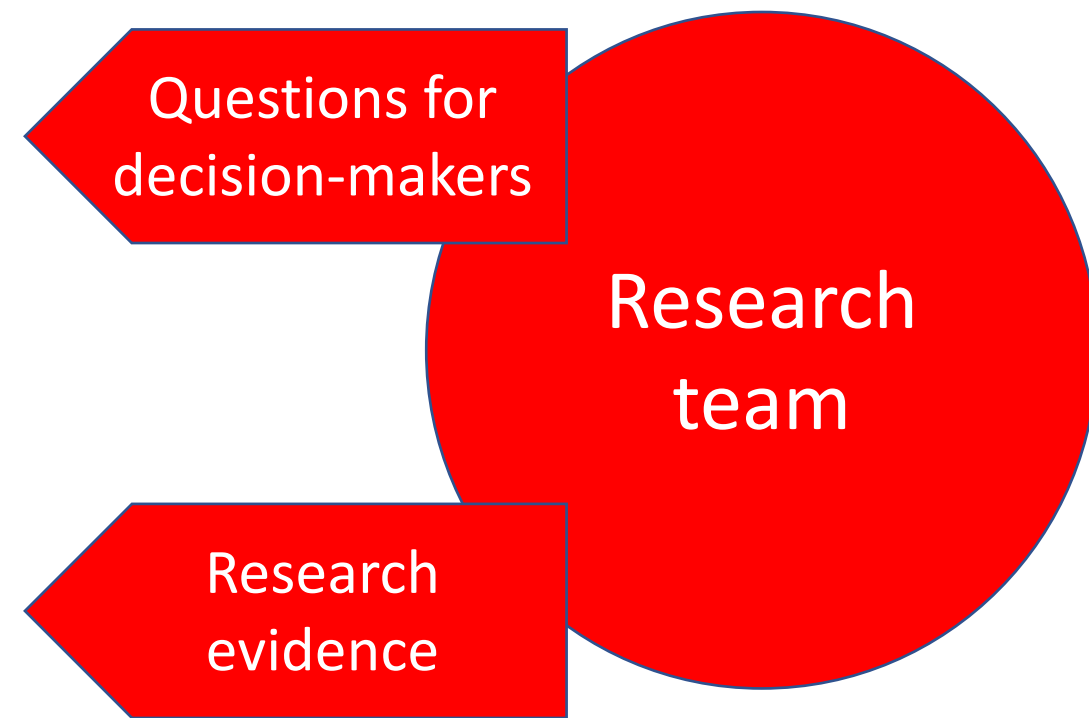 Questions for
decision-makers
Research
team
Research
evidence